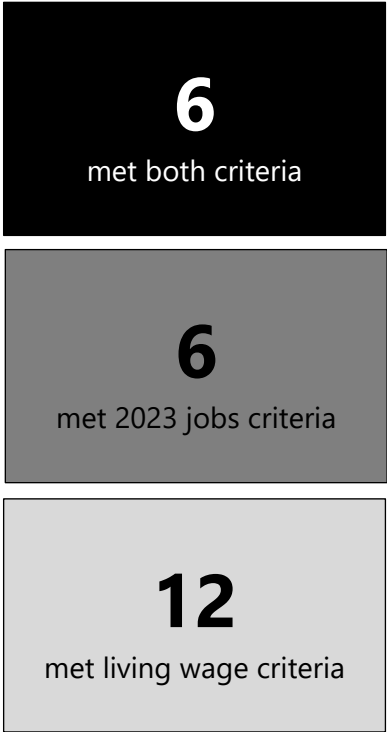 6
met both criteria
6
met 2023 jobs criteria
12
met living wage criteria